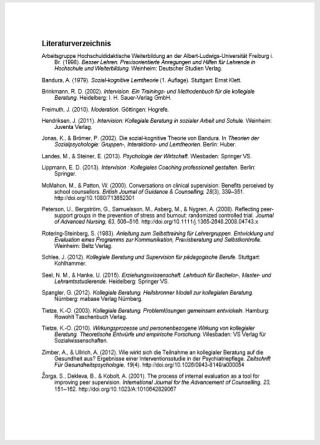 Literaturverzeichnis
Arbeitsgruppe Hochschuldidaktische Weiterbildung an der Albert-Ludwigs-Universität Freiburg i.
Br. (1998). Besser Lehren. Praxisorientierte Anregungen und Hilfen für Lehrende in
Hochschule und Weiterbildung. Weinheim: Deutscher Studien Verlag.
Bandura, A. (1979). Sozial-kognitive Lerntheorie (1. Auflage). Stuttgart: Ernst Klett.
Brinkmann, R. D. (2002). Intervision. Ein Trainings- und Methodenbuch für die kollegiale
Beratung. Heidelberg: I. H. Sauer-Verlag GmbH.
Freimuth, J. (2010). Moderation. Göttingen: Hogrefe.
Hendriksen, J. (2011). Intervision: Kollegiale Beratung in sozialer Arbeit und Schule. Weinheim:
Juventa Verlag.
Jonas, K., & Brömer, P. (2002). Die sozial-kognitive Theorie von Bandura. In Theorien der
Sozialpsychologie: Gruppen-, Interaktions- und Lerntheorien. Berlin: Huber.
Landes, M., & Steiner, E. (2013). Psychologie der Wirtschaft. Wiesbaden: Springer VS.
Lippmann, E. D. (2013). Intervision : Kollegiales Coaching professionell gestalten. Berlin:
Springer.
McMahon, M., & Patton, W. (2000). Conversations on clinical supervision: Benefits perceived by
school counsellors. British Journal of Guidance & Counselling, 28(3), 339–351.
http://doi.org/10.1080/713652301
Peterson, U., Bergström, G., Samuelsson, M., Asberg, M., & Nygren, A. (2008). Reflecting peer-
support groups in the prevention of stress and burnout: randomized controlled trial. Journal
of Advanced Nursing, 63, 506–516. http://doi.org/10.1111/j.1365-2648.2008.04743.x
Rotering-Steinberg, S. (1983). Anleitung zum Selbsttraining für Lehrergruppen. Entwicklung und
Evaluation eines Programms zur Kommunikation, Praxisberatung und Selbstkontrolle.
Weinheim: Beltz Verlag.
Schlee, J. (2012). Kollegiale Beratung und Supervision für pädagogische Berufe. Stuttgart:
Kohlhammer.
Seel, N. M., & Hanke, U. (2015). Erziehungswissenschaft. Lehrbuch für Bachelor-, Master- und
Lehramtsstudierende. Heidelberg: Springer VS.
Spangler, G. (2012). Kollegiale Beratung. Heilsbronner Modell zur kollegialen Beratung.
Nürnberg: mabase Verlag Nürnberg.
Tietze, K.-O. (2003). Kollegiale Beratung. Problemlösungen gemeinsam entwickeln. Hamburg:
Rowohlt Taschenbuch Verlag.
Tietze, K.-O. (2010). Wirkungsprozesse und personenbezogene Wirkung von kollegialer
Beratung. Theoretische Entwürfe und empirische Forschung. Wiesbaden: VS Verlag für
Sozialwissenschaften.
Zimber, A., & Ullrich, A. (2012). Wie wirkt sich die Teilnahme an kollegialer Beratung auf die
Gesundheit aus? Ergebnisse einer Interventionsstudie in der Psychiatriepflege. Zeitschrift
Für Gesundheitspsychologie, 19(4). http://doi.org/10.1026/0943-8149/a000054
Žorga, S., Dekleva, B., & Kobolt, A. (2001). The process of internal evaluation as a tool for
improving peer supervision. International Journal for the Advancement of Counselling, 23,
151–162. http://doi.org/10.1023/A:1010642829067